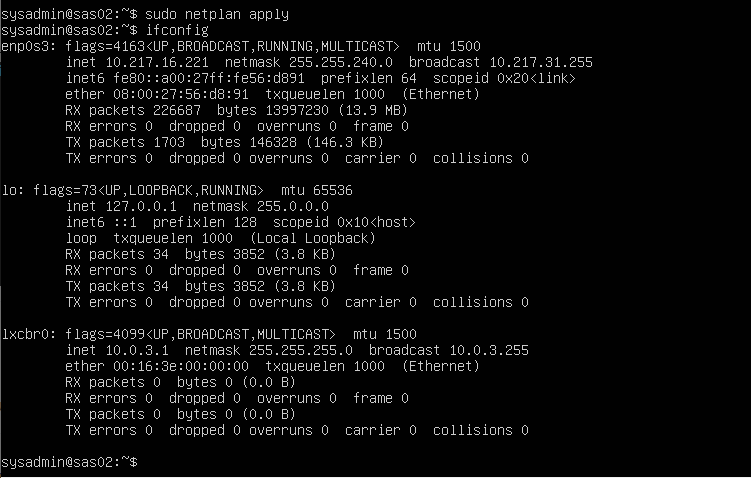 sysadmin@sas02:~$ sudo netplan apply
sysadmin@sas02:~$ ifconfig
enp0s3: flags=4163<UP,BROADCAST,RUNNING,MULTICAST>  mtu 1500
        inet 10.217.16.221  netmask 255.255.240.0  broadcast 10.217.31.255
        inet6 fe80::a00:27ff:fe56:d891  prefixlen 64  scopeid 0x20<link>
        ether 08:00:27:56:d8:91  txqueuelen 1000  (Ethernet)
        RX packets 226687  bytes 13997230 (13.9 MB)
        RX errors 0  dropped 0  overruns 0  frame 0
        TX packets 1703  bytes 146328 (146.3 KB)
        TX errors 0  dropped 0 overruns 0  carrier 0  collisions 0

lo: flags=73<UP,LOOPBACK,RUNNING>  mtu 65536
        inet 127.0.0.1  netmask 255.0.0.0
        inet6 ::1  prefixlen 128  scopeid 0x10<host>
        loop  txqueuelen 1000  (Local Loopback)
        RX packets 34  bytes 3852 (3.8 KB)
        RX errors 0  dropped 0  overruns 0  frame 0
        TX packets 34  bytes 3852 (3.8 KB)
        TX errors 0  dropped 0 overruns 0  carrier 0  collisions 0

lxcbr0: flags=4099<UP,BROADCAST,MULTICAST>  mtu 1500
        inet 10.0.3.1  netmask 255.255.255.0  broadcast 10.0.3.255
        ether 00:16:3e:00:00:00  txqueuelen 1000  (Ethernet)
        RX packets 0  bytes 0 (0.0 B)
        RX errors 0  dropped 0  overruns 0  frame 0
        TX packets 0  bytes 0 (0.0 B)
        TX errors 0  dropped 0 overruns 0  carrier 0  collisions 0

sysadmin@sas02:~$